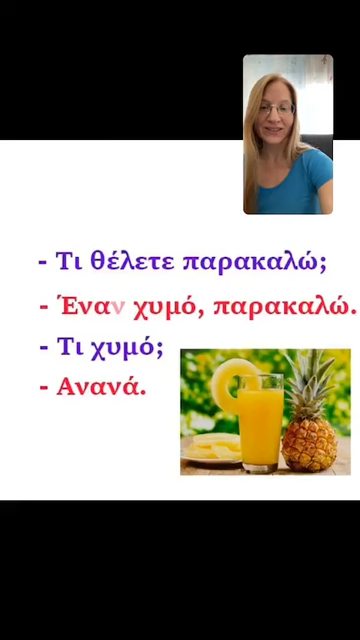 - Τι θέλετε παρακαλώ;
- Έναν χυμό, παρακαλώ.
- Τι χυμό;
- Ανανά.